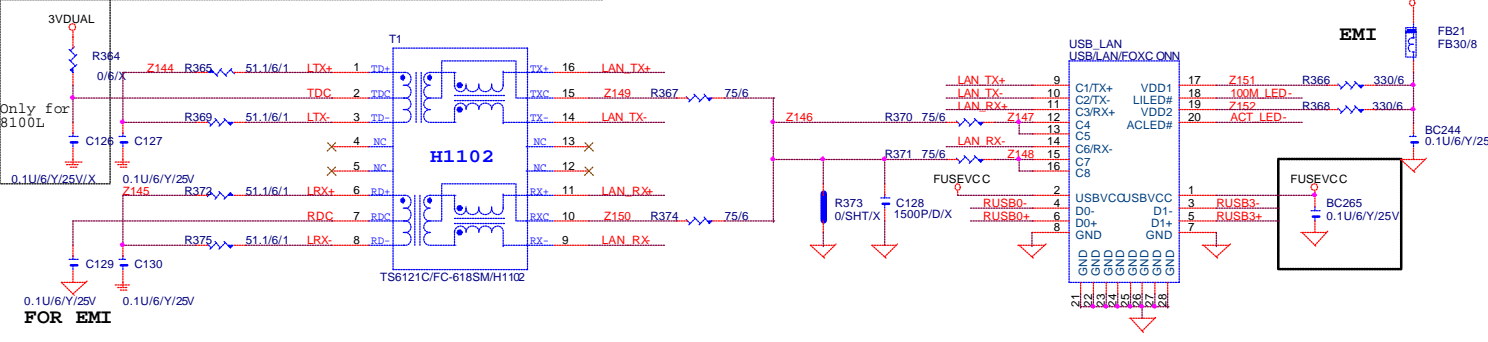 3VDUAL
R364
0/6/X
Only for
8100L
C126
0.1U/6/Y/25V/X
C127
0.1U/6/Y/25V
Z144
R365
51.1/6/1
LTX+
TDC
R369
51.1/6/1
LTX-
Z145
R372
51.1/6/1
LRX+
RDC
R375
51.1/6/1
LRX-
C129
0.1U/6/Y/25V
C130
0.1U/6/Y/25V
FOR EMI
T1
1 TD+ TX+ 16 LAN_TX+
2 TDC TXC 15 Z149
3 TD- TX- 14 LAN_TX-
4 NC NC 13
H1102
5 NC NC 12
6 RD+ RX+ 11 LAN_RX+
7 RDC RXC 10 Z150
8 RD- RX- 9 LAN_RX-
TS6121C/FC-618SM/H1102
R367 75/6
R374 75/6
Z146
R370 75/6
Z147
R371 75/6
Z148
R373
0/SHT/X
C128
1500P/D/X
USB_LAN
USB/LAN/FOXCONN
LAN_TX+ 9 C1/TX+
LAN_TX- 10 C2/TX-
LAN_RX+ 11 C3/RX+
12 C4
13 C5
LAN_RX- 14 C6/RX-
15 C7
16 C8
FUSEVCC
2 USBVCC
RUSB0- 4 D0-
RUSB0+ 6 D0+
8 GND
VDD1 17 Z151 R366 330/6
LILED# 18 100M_LED-
VDD2 19 Z152 R368 330/6
ACLED# 20 ACT_LED-
USBVCC 1
D1- 3 RUSB3-
D1+ 5 RUSB3+
GND 7
GND GND GND GND GND GND GND GND
21 22 23 24 25 26 27 28
EMI
FB21
FB30/8
BC244
0.1U/6/Y/25
FUSEVCC
BC265
0.1U/6/Y/25V